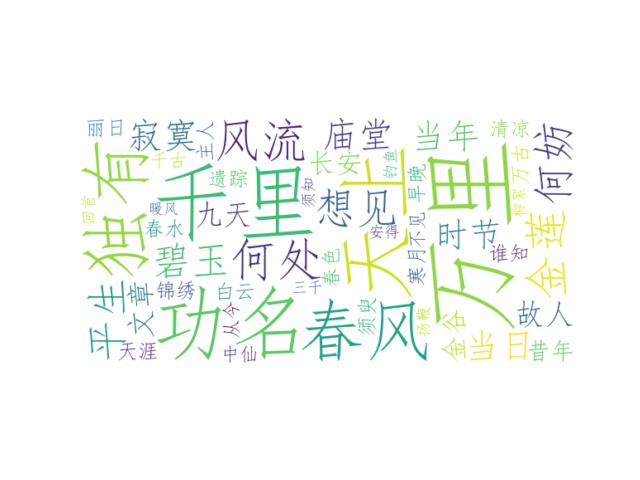 丽日
寂寞
主人
风流
庙堂
当年
清凉
何妨
独有
千古
千里
遗踪
须知
长安
天上
钓鱼
早晚
万里
柳絮
万古
回首
暖风
春水
九天
想见
安得
不见
时节
金莲
碧玉
何处
春色
寒月
谁知
平生
文章
锦绣
白云
三千
须臾
扬鞭
故人
功名
从今
春风
金谷
当日
昔年
天涯
中仙